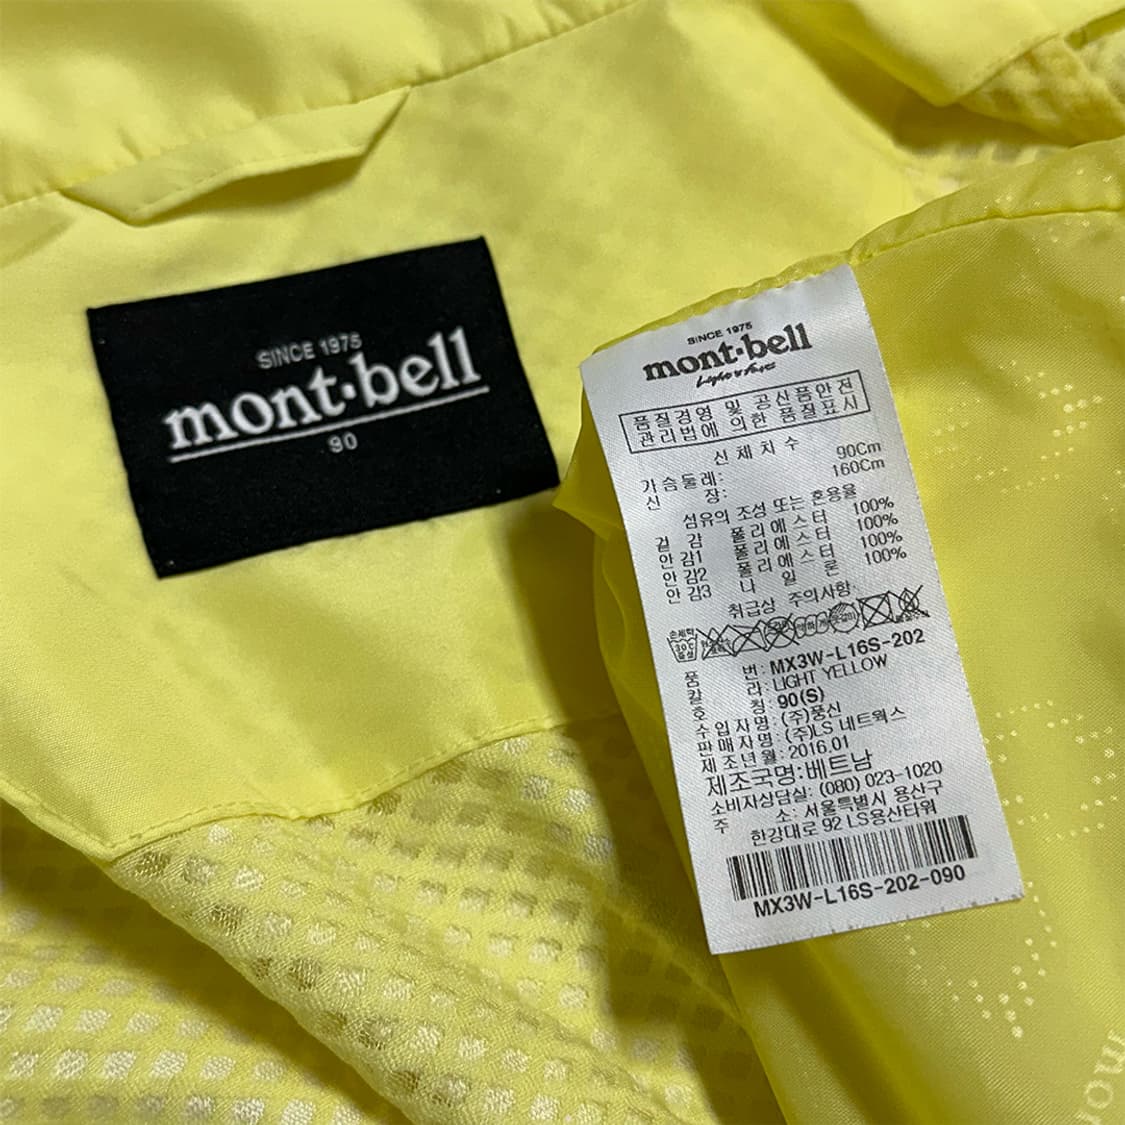 SINCE 1975
mont·bell
90
SINCE 1975
mont·bell
Light & Fast
품질경영 및 공산품안전
관리법에 의한 품질표시
신체치수
가슴둘레: 90Cm
신 장: 160Cm
섬유의 조성 또는 혼용율
겉 감 폴리에스터 100%
안 감1 폴리에스터 100%
안 감2 폴리에스터 100%
안 감3 나 일 론 100%
취급상 주의사항
손세탁
30℃
중성
품 번: MX3W-L16S-202
칼 라: LIGHT YELLOW
호 칭: 90(S)
수입자명: (주)풍신
판매자명: (주)LS 네트웍스
제조년월: 2016.01
제조국명: 베트남
소비자상담실: (080) 023-1020
주 소: 서울특별시 용산구
한강대로 92 LS용산타워
MX3W-L16S-202-090